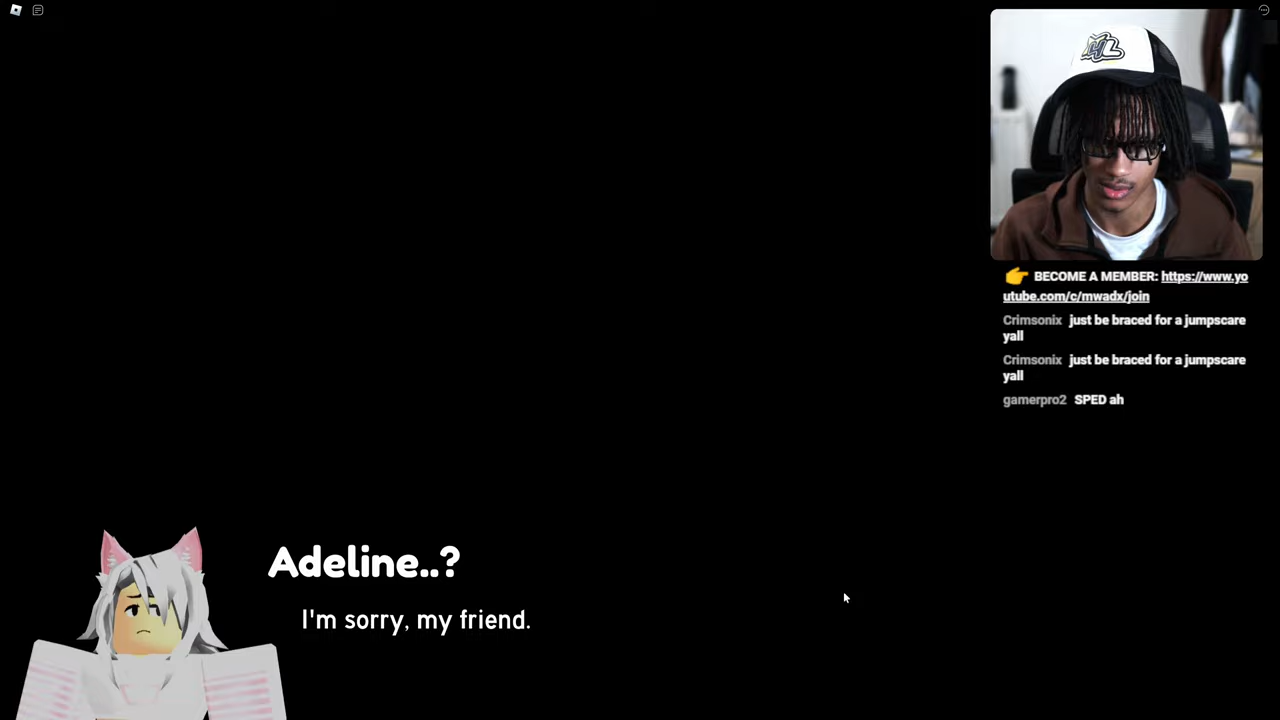 BECOME A MEMBER: https://www.yo
utube.com/c/mwadx/join
Crimsonix just be braced for a jumpscare
yall
Crimsonix just be braced for a jumpscare
yall
gamerpro2 SPED ah
Adeline..?
I'm sorry, my friend.